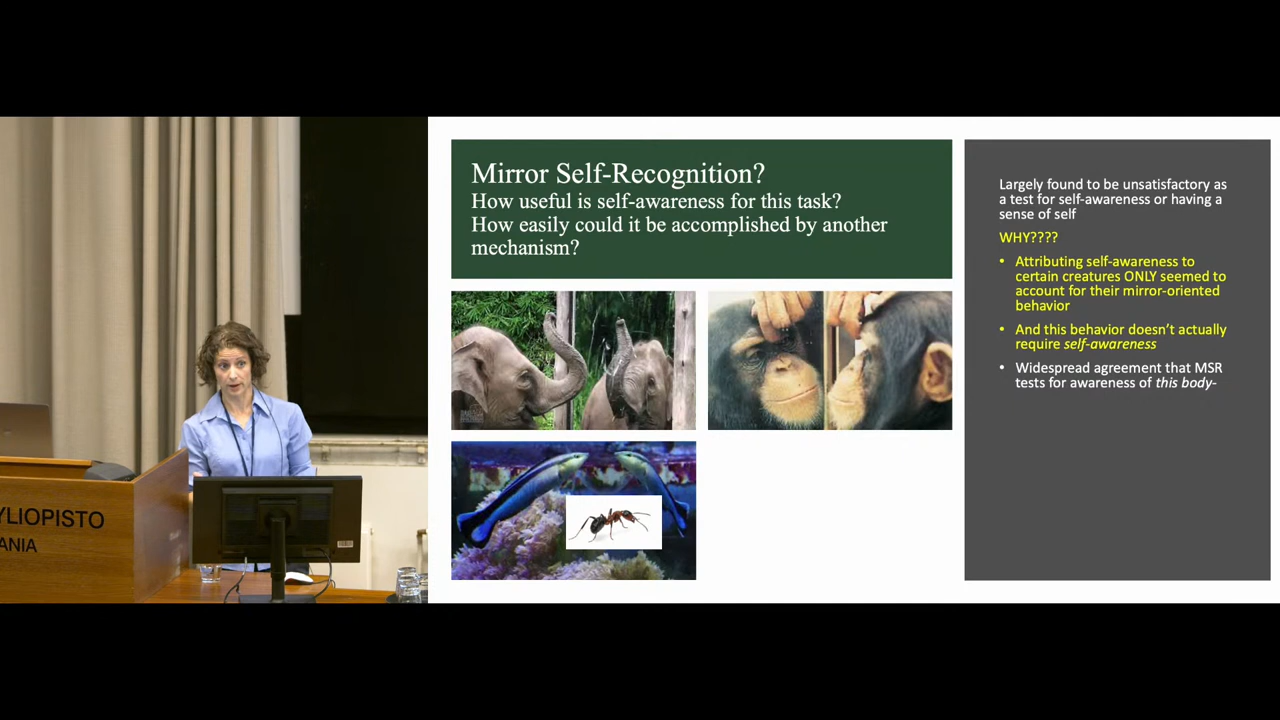 Mirror Self-Recognition?
How useful is self-awareness for this task?
How easily could it be accomplished by another
mechanism?
Largely found to be unsatisfactory as
a test for self-awareness or having a
sense of self
WHY????
• Attributing self-awareness to
certain creatures ONLY seemed to
account for their mirror-oriented
behavior
• And this behavior doesn't actually
require self-awareness
• Widespread agreement that MSR
tests for awareness of this body-
YLIOPISTO
ANIA